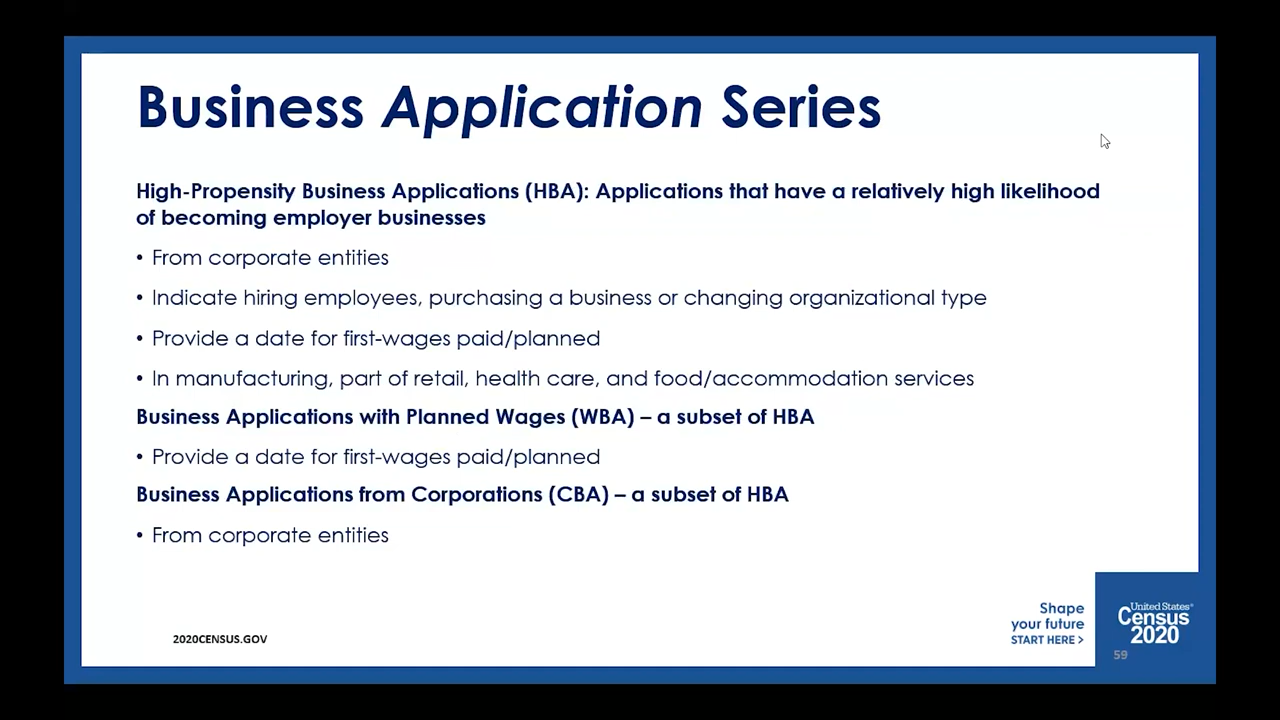 Business Application Series
High-Propensity Business Applications (HBA): Applications that have a relatively high likelihood
of becoming employer businesses
• From corporate entities
• Indicate hiring employees, purchasing a business or changing organizational type
• Provide a date for first-wages paid/planned
• In manufacturing, part of retail, health care, and food/accommodation services
Business Applications with Planned Wages (WBA) – a subset of HBA
• Provide a date for first-wages paid/planned
Business Applications from Corporations (CBA) – a subset of HBA
• From corporate entities
2020CENSUS.GOV
Shape
your future
START HERE >
United States®
Census
2020
59